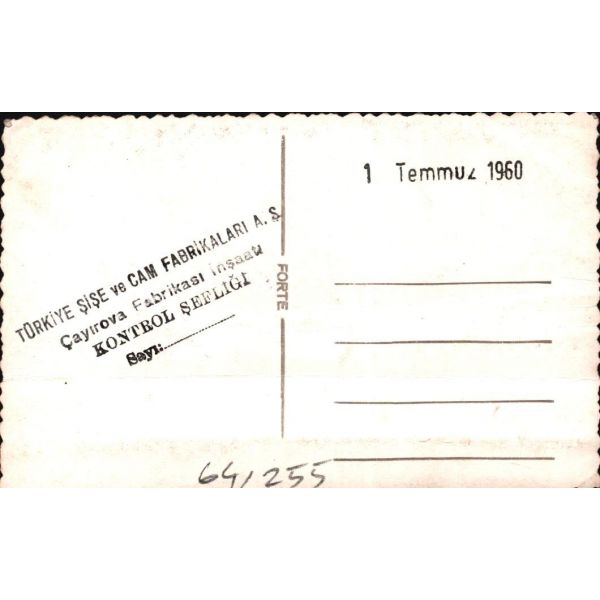 TÜRKİYE ŞİŞE ve CAM FABRİKALARI A. Ş
Çayırova Fabrikası İnşaatı
KONTROL ŞEFLİĞİ
Sayı:
FORTE
1 Temmuz 1960
64/255